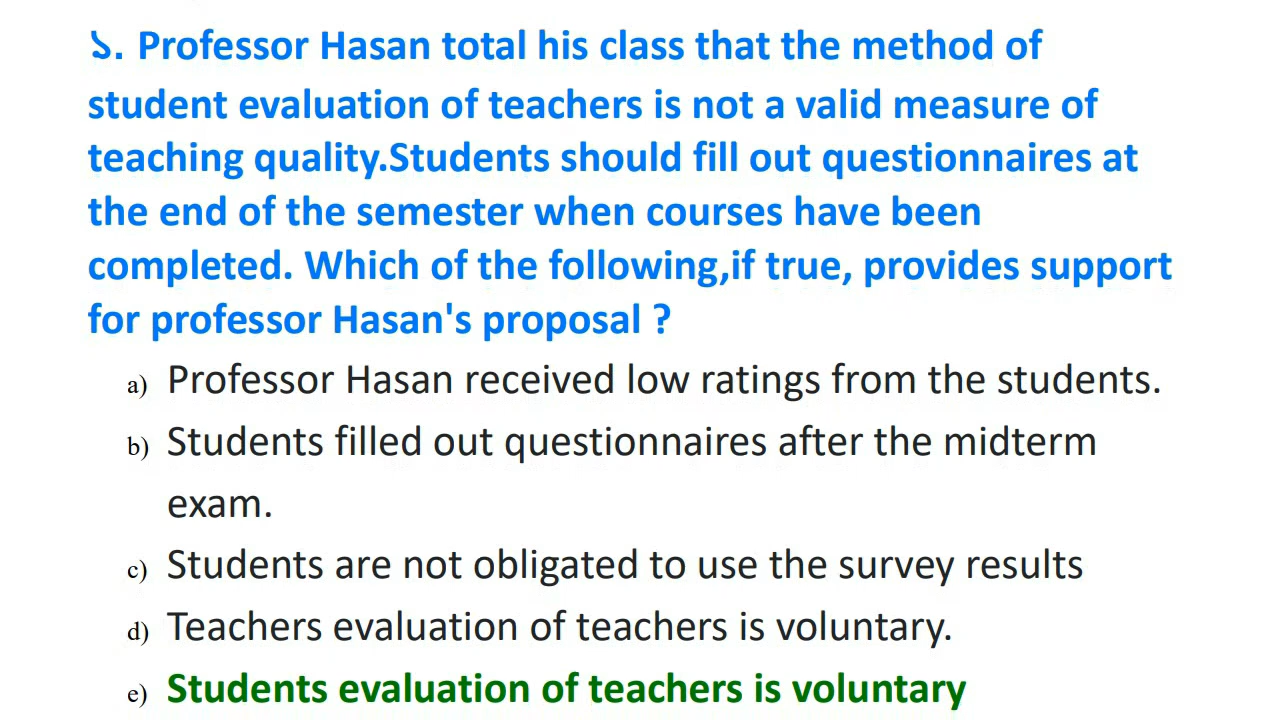 ১. Professor Hasan total his class that the method of
student evaluation of teachers is not a valid measure of
teaching quality.Students should fill out questionnaires at
the end of the semester when courses have been
completed. Which of the following,if true, provides support
for professor Hasan's proposal ?
a) Professor Hasan received low ratings from the students.
b) Students filled out questionnaires after the midterm
exam.
c) Students are not obligated to use the survey results
d) Teachers evaluation of teachers is voluntary.
e) Students evaluation of teachers is voluntary